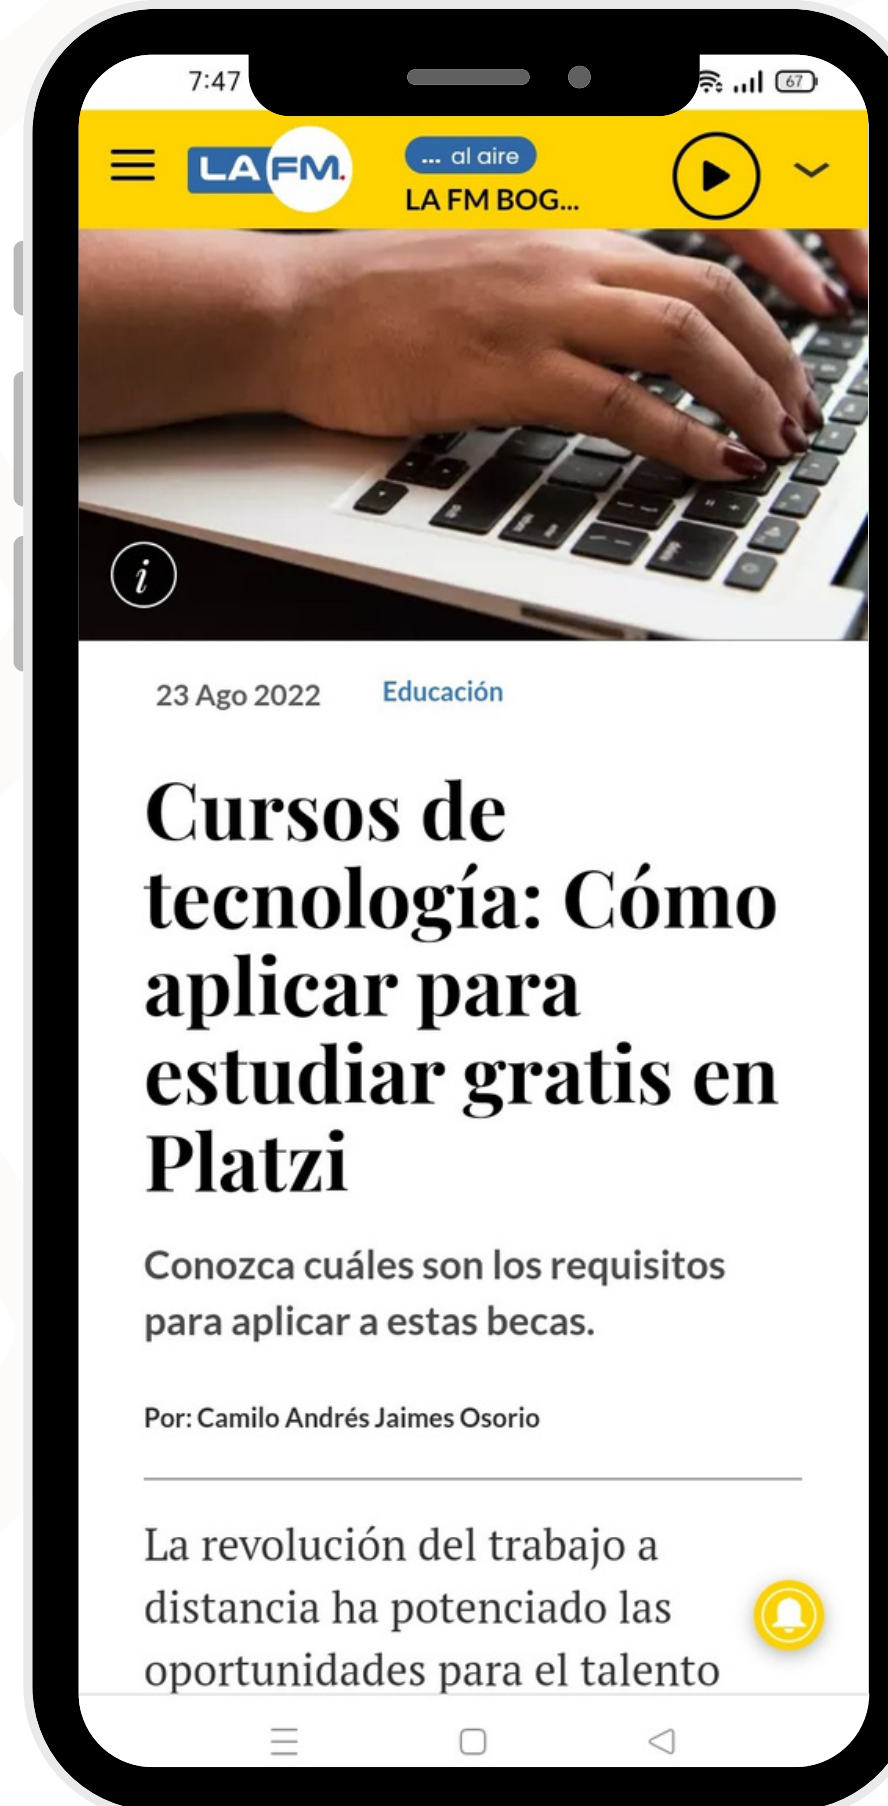 7:47
67
LA FM.
... al aire
LA FM BOG...
i
23 Ago 2022
Educación
Cursos de
tecnología: Cómo
aplicar para
estudiar gratis en
Platzi
Conozca cuáles son los requisitos
para aplicar a estas becas.
Por: Camilo Andrés Jaimes Osorio
La revolución del trabajo a
distancia ha potenciado las
oportunidades para el talento